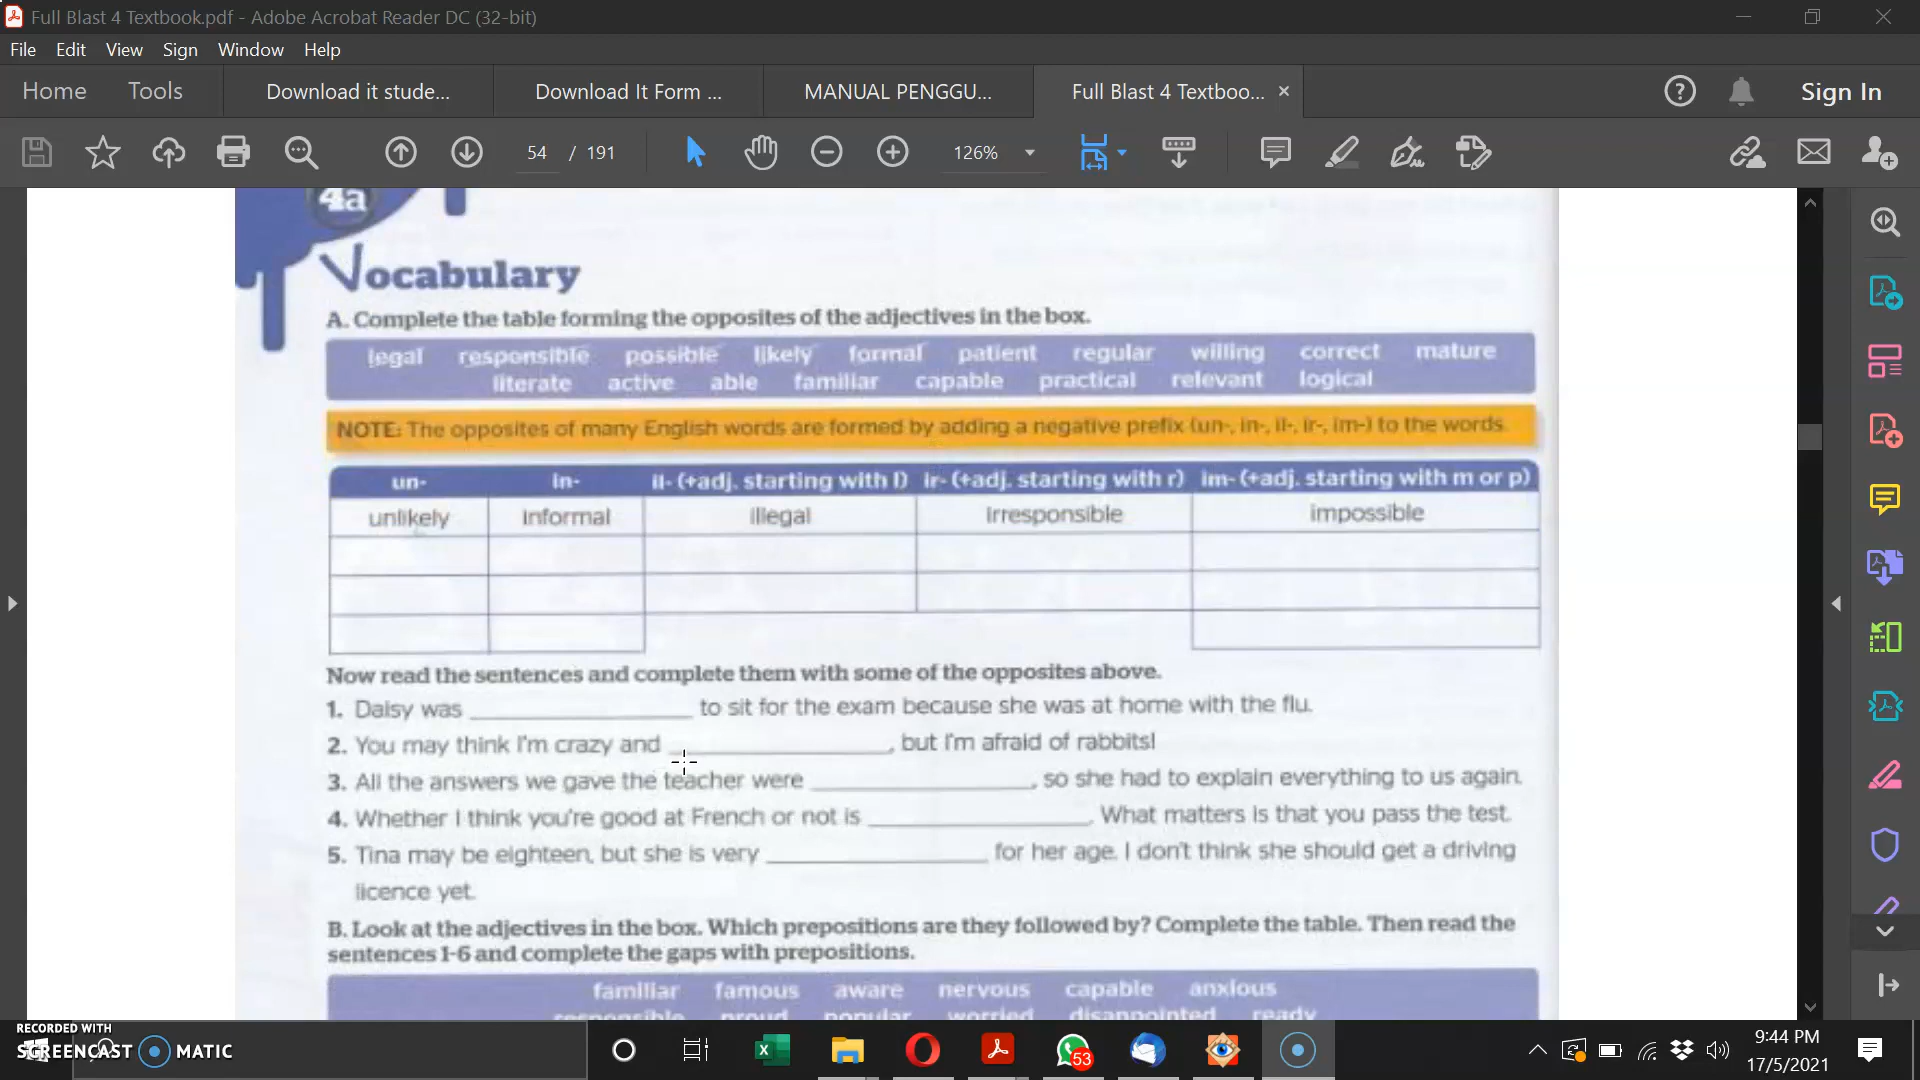 Full Blast 4 Textbook.pdf - Adobe Acrobat Reader DC (32-bit)
File Edit View Sign Window Help
Home Tools Download it stude... Download It Form ... MANUAL PENGGU... Full Blast 4 Textboo... × Sign In
54 / 191 126%
4a
Vocabulary
A. Complete the table forming the opposites of the adjectives in the box.
legal responsible possible likely formal patient regular willing correct mature
literate active able familiar capable practical relevant logical
NOTE: The opposites of many English words are formed by adding a negative prefix (un-, in-, il-, ir-, im-) to the words.
un- in- il- (+adj. starting with l) ir- (+adj. starting with r) im- (+adj. starting with m or p)
unlikely informal illegal irresponsible impossible
Now read the sentences and complete them with some of the opposites above.
1. Daisy was ____________ to sit for the exam because she was at home with the flu.
2. You may think I'm crazy and ____________, but I'm afraid of rabbits!
3. All the answers we gave the teacher were ____________, so she had to explain everything to us again.
4. Whether I think you're good at French or not is ____________. What matters is that you pass the test.
5. Tina may be eighteen, but she is very ____________ for her age. I don't think she should get a driving
licence yet.
B. Look at the adjectives in the box. Which prepositions are they followed by? Complete the table. Then read the
sentences 1-6 and complete the gaps with prepositions.
familiar famous aware nervous capable anxious
responsible proud popular worried disappointed ready
RECORDED WITH
SCREENCAST MATIC
53
9:44 PM
17/5/2021